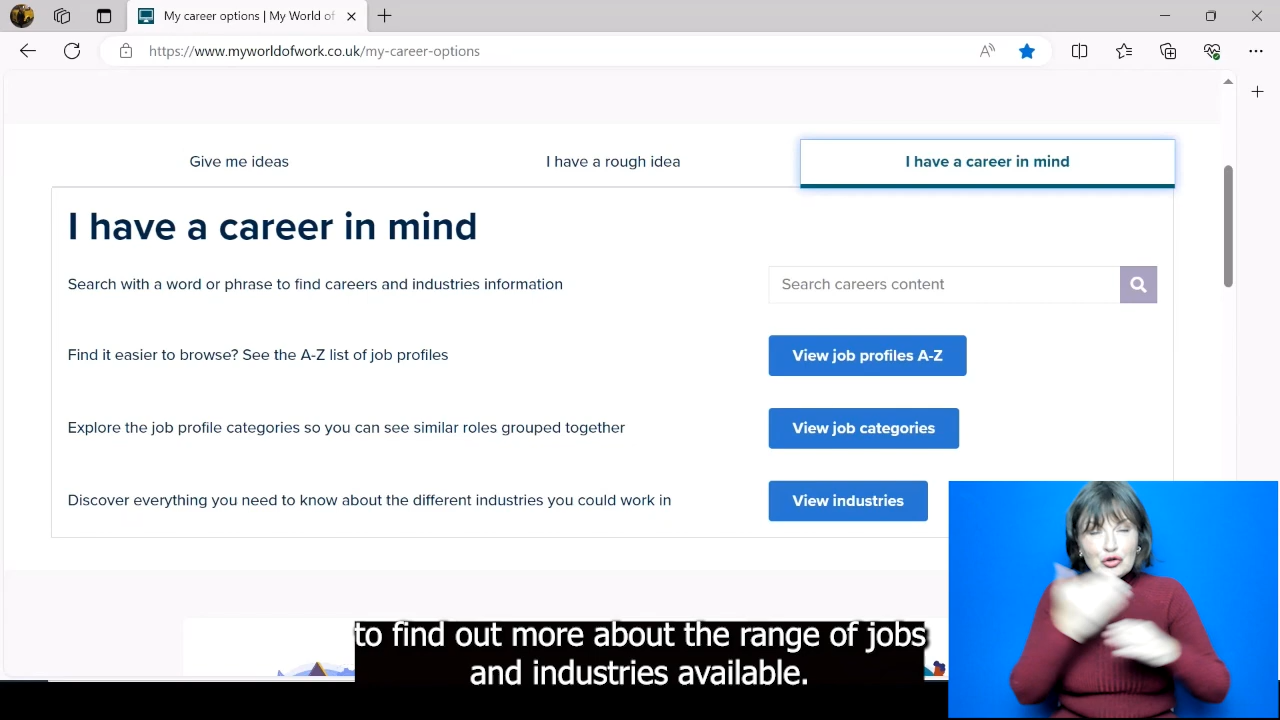 My career options | My World of
https://www.myworldofwork.co.uk/my-career-options
Give me ideas
I have a rough idea
I have a career in mind
I have a career in mind
Search with a word or phrase to find careers and industries information
Search careers content
Find it easier to browse? See the A-Z list of job profiles
View job profiles A-Z
Explore the job profile categories so you can see similar roles grouped together
View job categories
Discover everything you need to know about the different industries you could work in
View industries
to find out more about the range of jobs
and industries available.